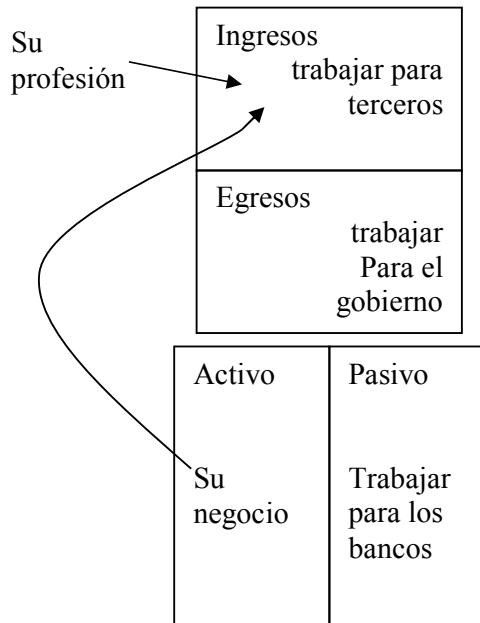 Su
profesión
Ingresos
trabajar para
terceros
Egresos
trabajar
Para el
gobierno
Activo
Su
negocio
Pasivo
Trabajar
para los
bancos